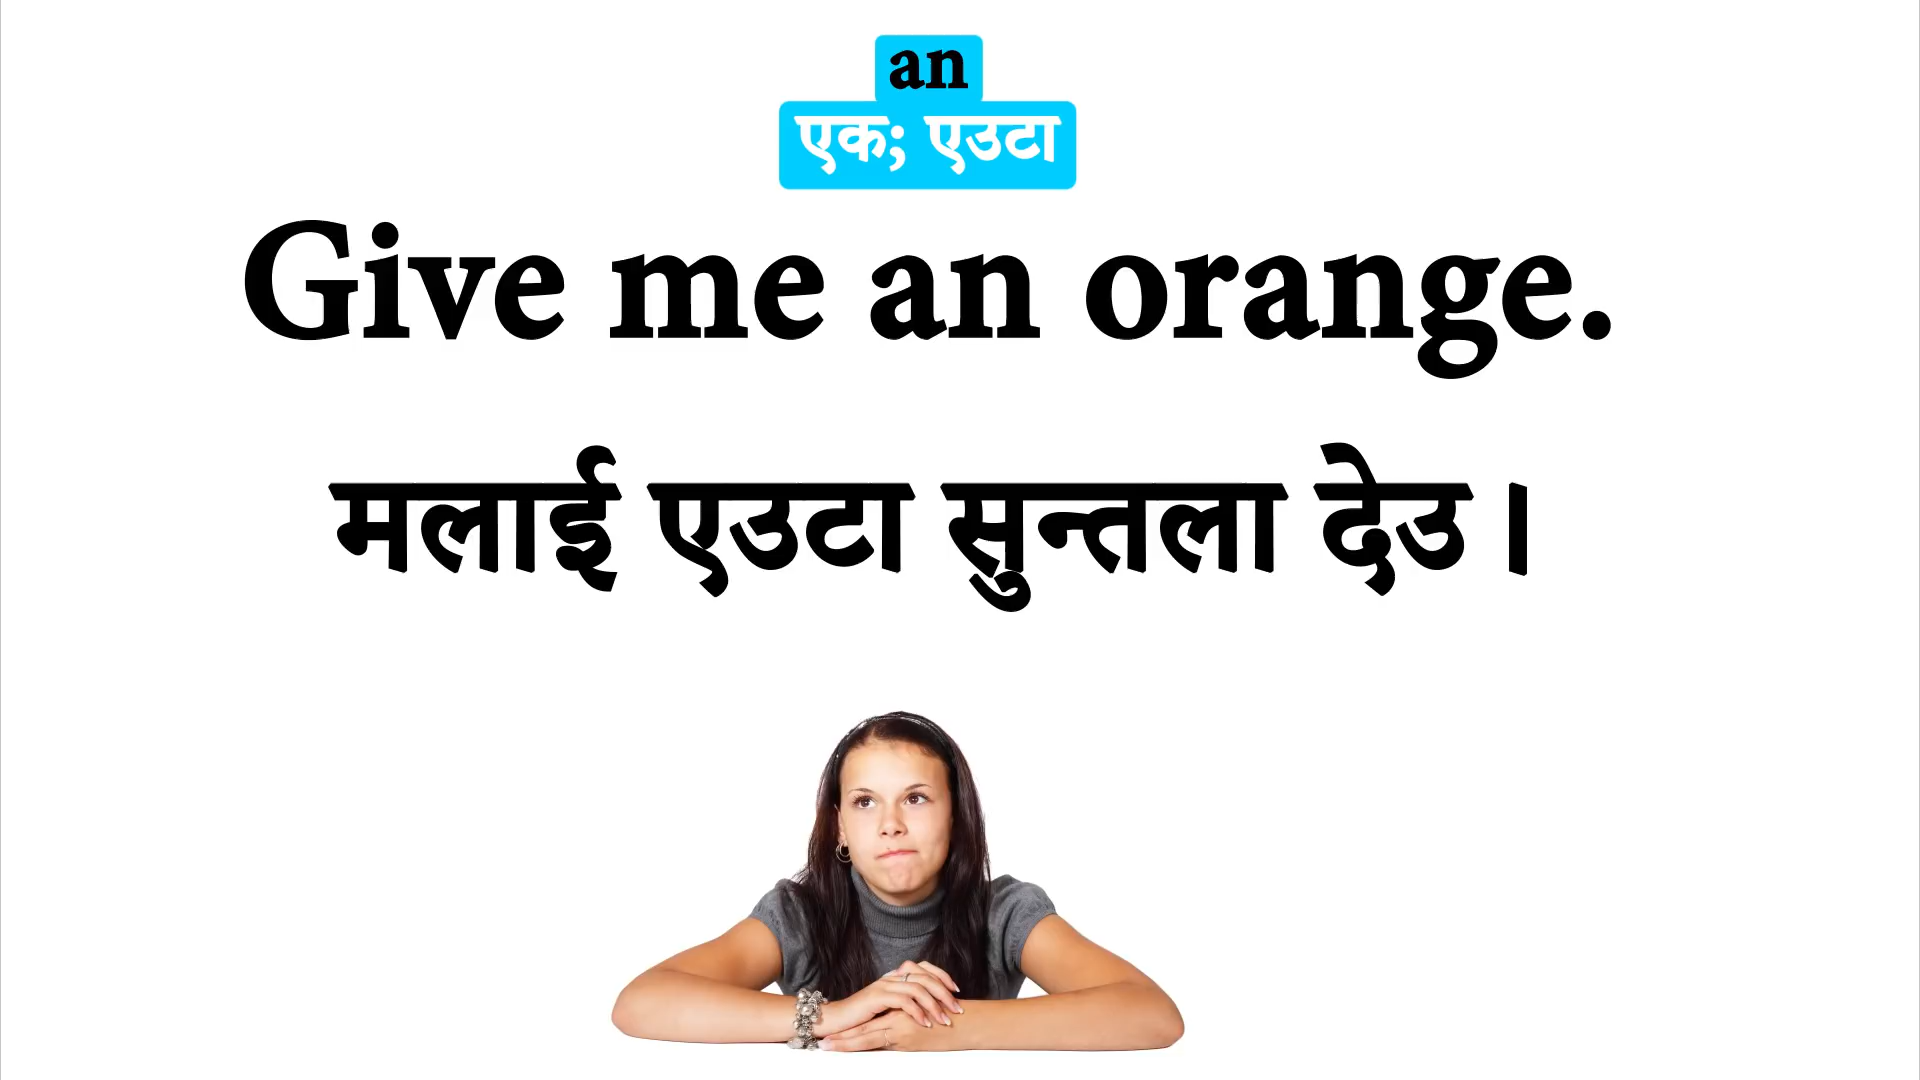 an
एक; एउटा
Give me an orange.
मलाई एउटा सुन्तला देउ ।